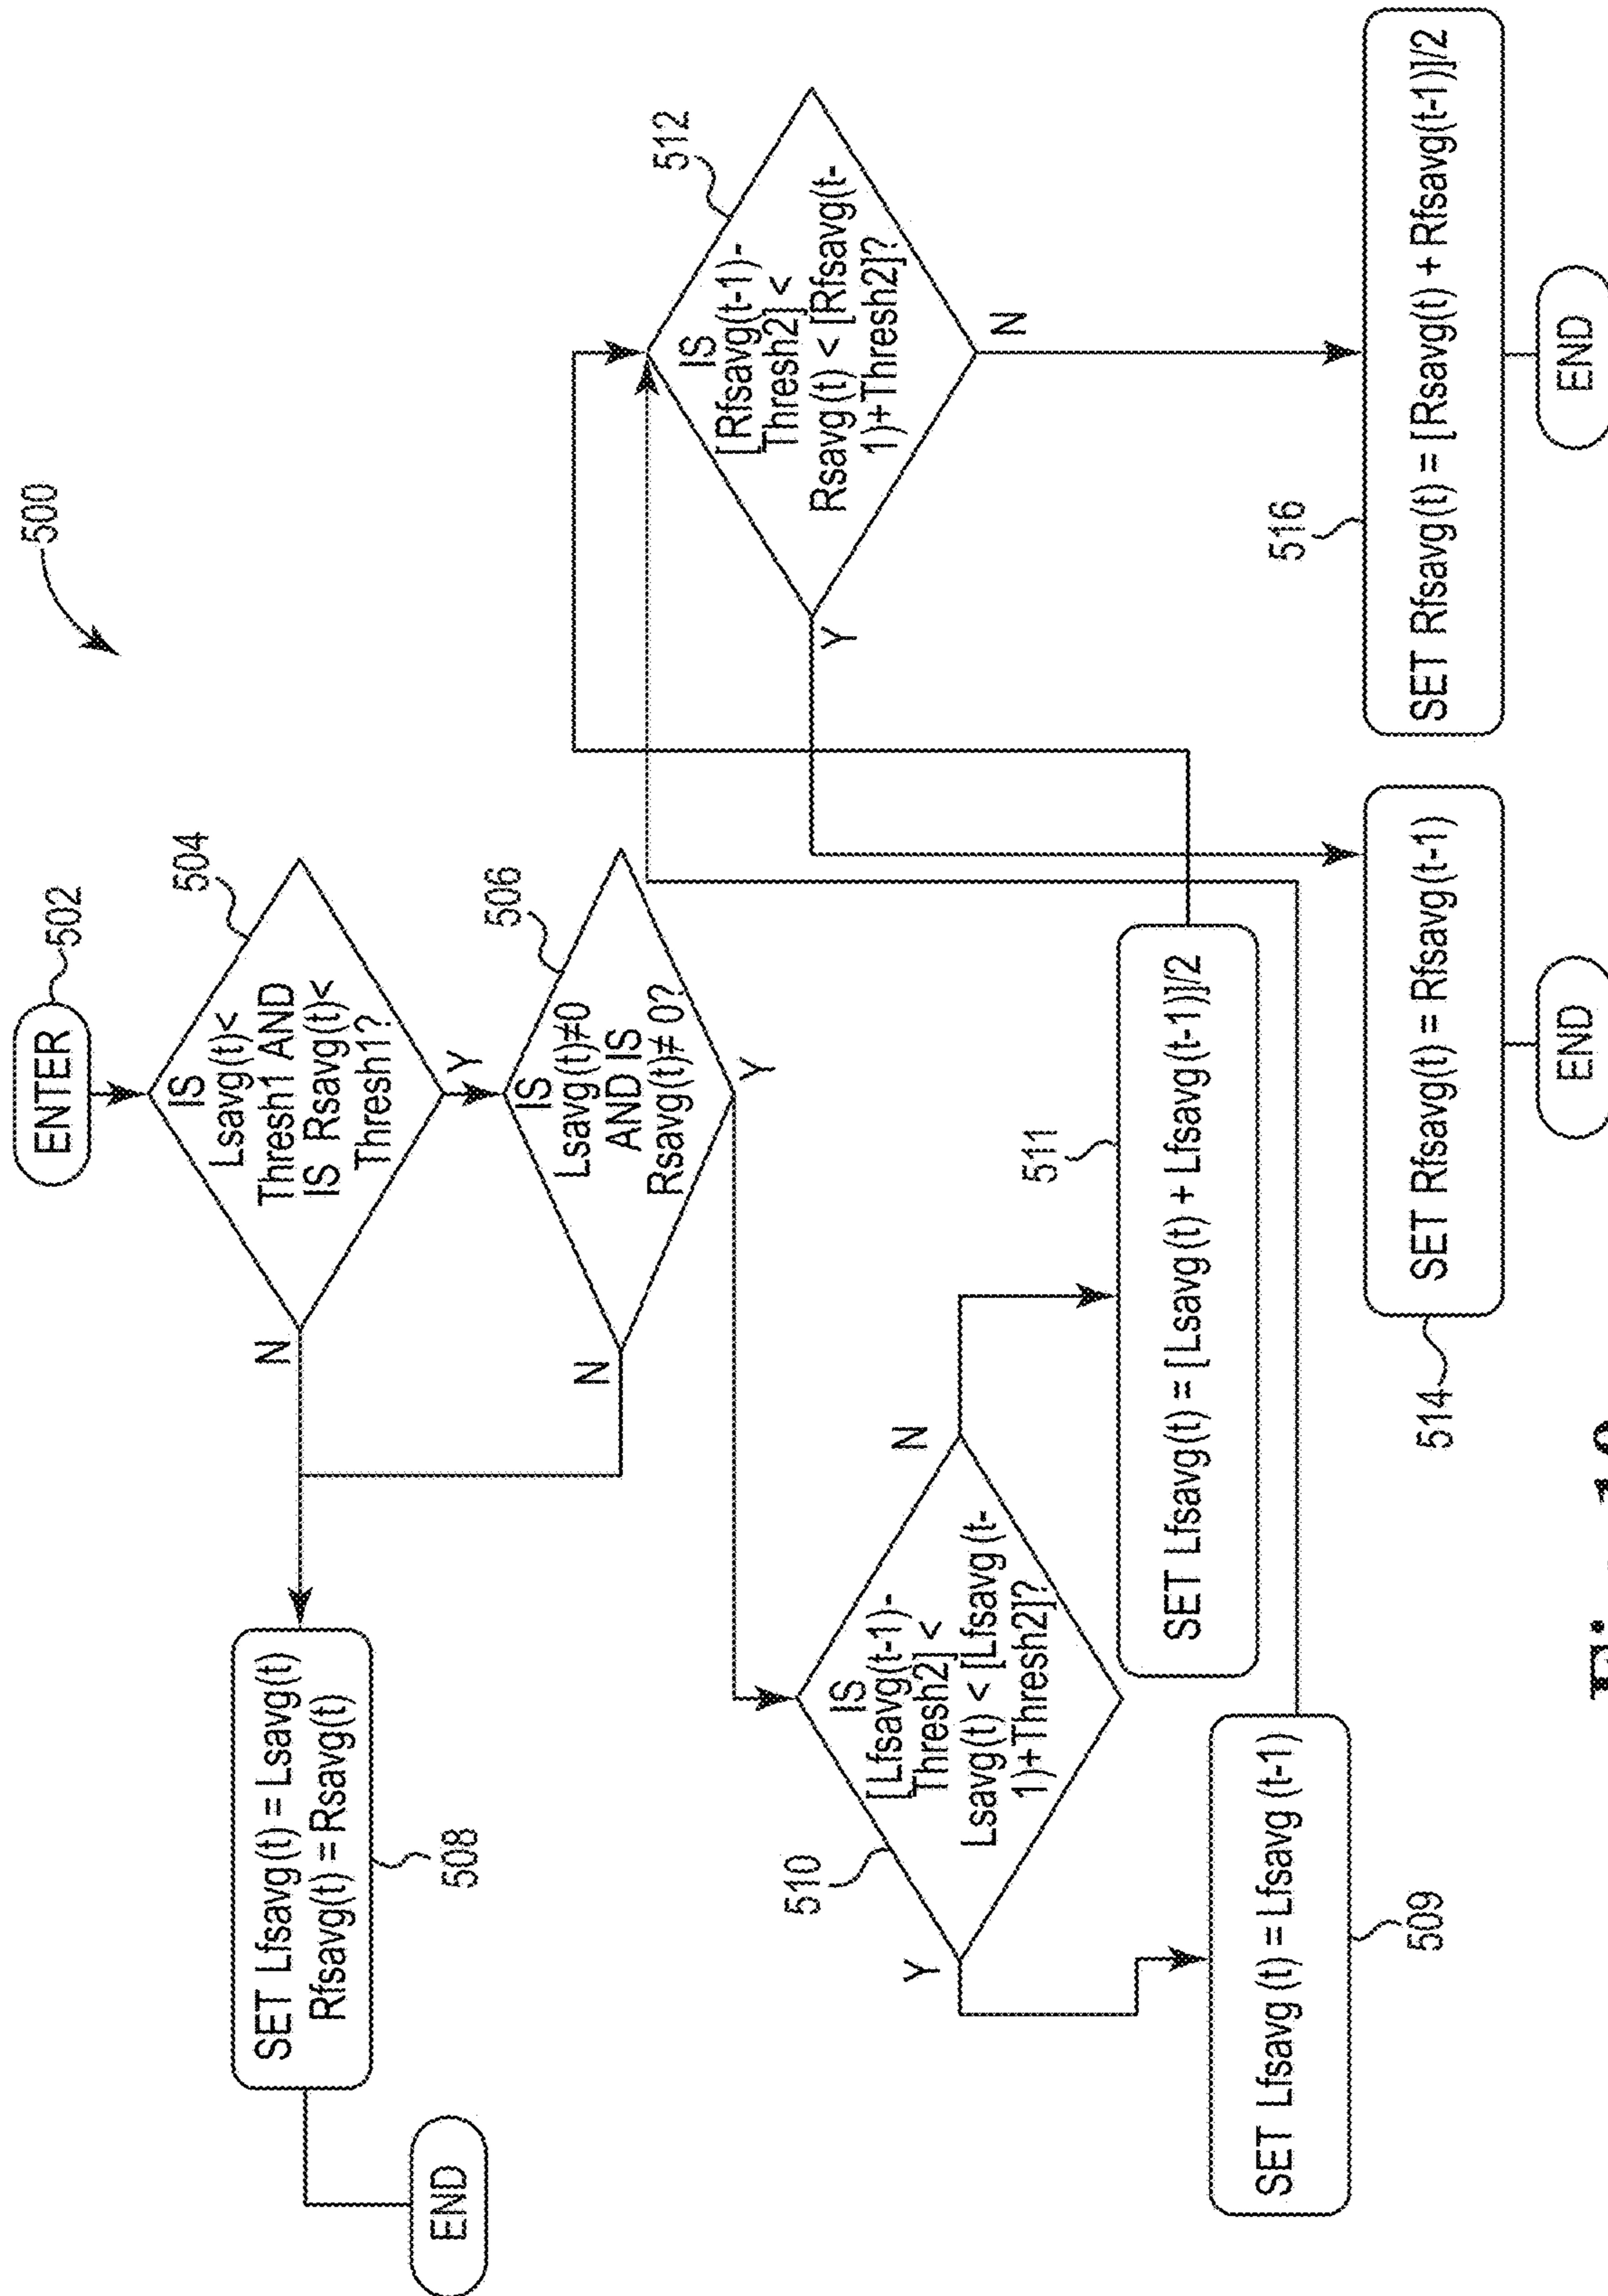 500
ENTER
502
IS
Lsavg(t)<
Thresh1 AND
IS Rsavg(t)<
Thresh1?
504
N
Y
IS
Lsavg(t)≠0
AND IS
Rsavg(t)≠ 0?
506
N
Y
SET Lfsavg(t) = Lsavg(t)
Rfsavg(t) = Rsavg(t)
508
END
IS
[Lfsavg(t-1)-
Thresh2] <
Lsavg(t) < [Lfsavg(t-
1)+Thresh2]?
510
Y
N
SET Lfsavg (t) = Lfsavg (t-1)
509
SET Lfsavg(t) = [Lsavg(t) + Lfsavg(t-1)]/2
511
IS
[Rfsavg(t-1)-
Thresh2] <
Rsavg(t) < [Rfsavg(t-
1)+Thresh2]?
512
Y
N
SET Rfsavg(t) = Rfsavg(t-1)
514
END
SET Rfsavg(t) = [Rsavg(t) + Rfsavg(t-1)]/2
516
END